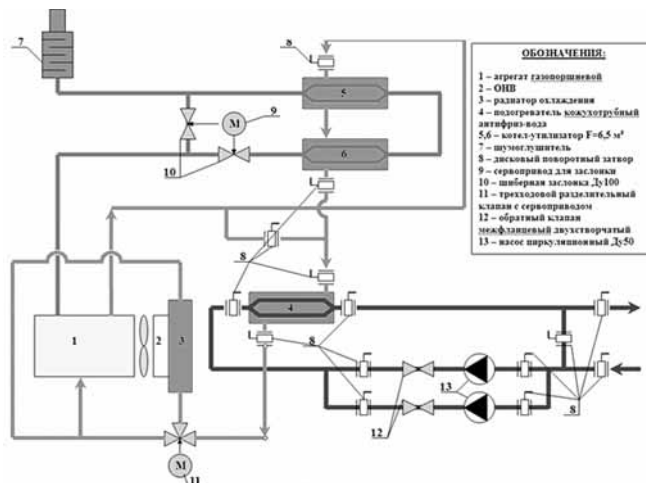 ОБОЗНАЧЕНИЯ:
1 – агрегат газопоршневой
2 – ОНВ
3 – радиатор охлаждения
4 – подогреватель кожухотрубный
антифриз-вода
5,6 – котел-утилизатор F=6,5 м²
7 – шумоглушитель
8 – дисковый поворотный затвор
9 – сервопривод для заслонки
10 – шиберная заслонка Ду100
11 – трехходовой разделительный
клапан с сервоприводом
12 – обратный клапан
межфланцевый двухстворчатый
13 – насос циркуляционный Ду50
7
8
5
М
9
6
10
8
4
1
2
3
8
13
8
12
М
11